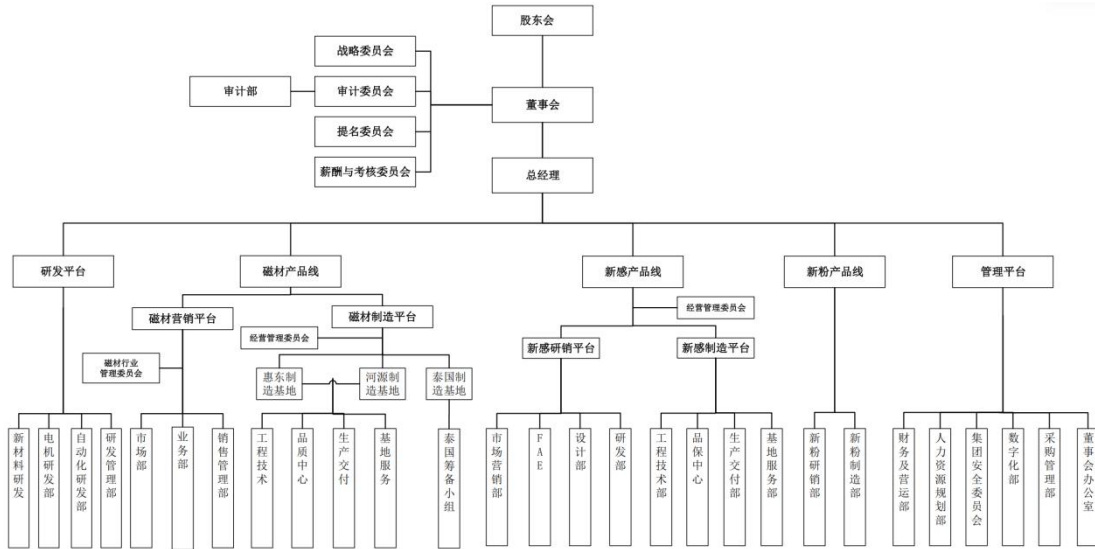 股东会
战略委员会
审计部
审计委员会
董事会
提名委员会
薪酬与考核委员会
总经理
研发平台
磁材产品线
新感产品线
新粉产品线
管理平台
磁材营销平台
磁材制造平台
经营管理委员会
经营管理委员会
新感研销平台
新感制造平台
磁材行业
管理委员会
惠东制
造基地
河源制
造基地
泰国制
造基地
新材料研发
电机研发部
自动化研发部
研发管理部
市场部
业务部
销售管理部
工程技术
品质中心
生产交付
基地服务
泰国筹备小组
市场营销部
FAE
设计部
研发部
工程技术部
品保中心
生产交付部
基地服务部
新粉研销部
新粉制造部
财务及营运部
人力资源规划部
集团安全委员会
数字化部
采购管理部
董事会办公室